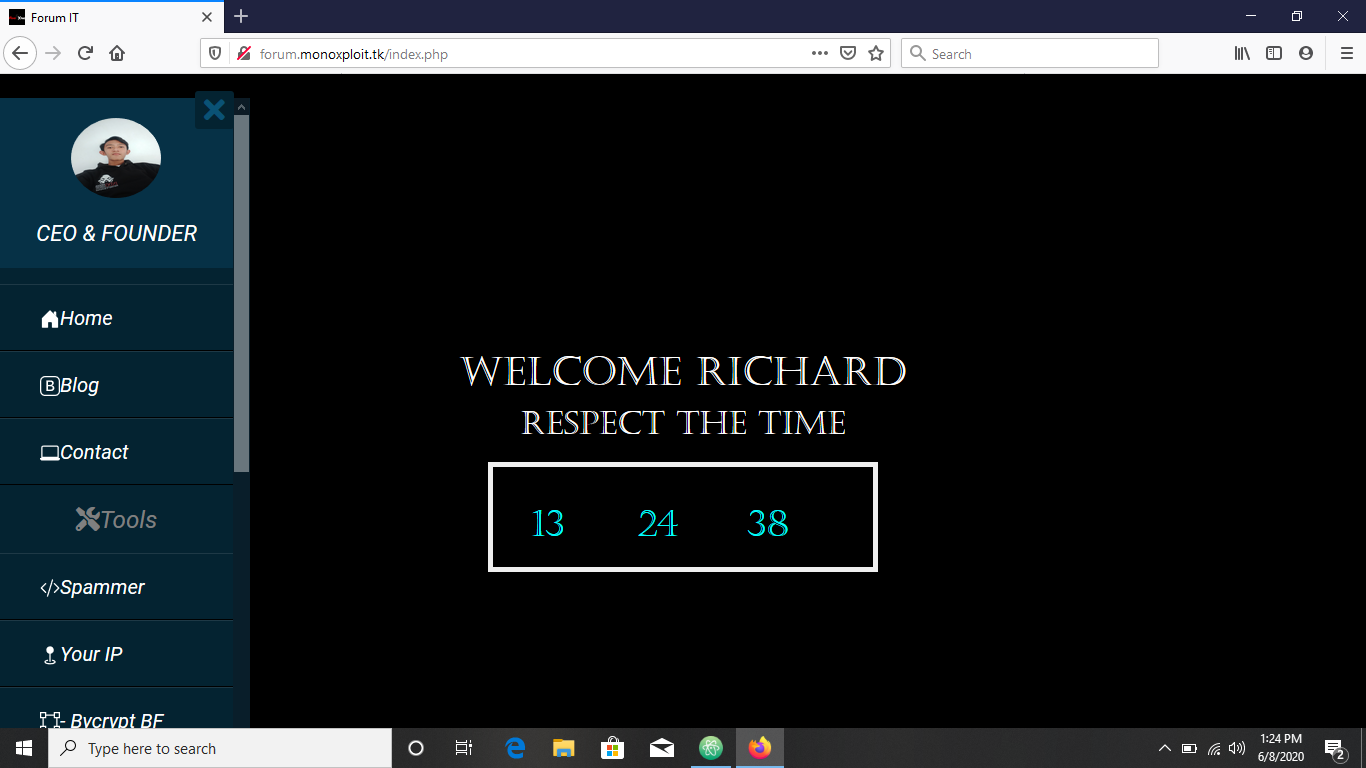 Forum IT
forum.monoxploit.tk/index.php
Search
CEO & FOUNDER
Home
Blog
Contact
Tools
Spammer
Your IP
- Bycrypt BF
WELCOME RICHARD
RESPECT THE TIME
13 24 38
Type here to search
1:24 PM
6/8/2020
2